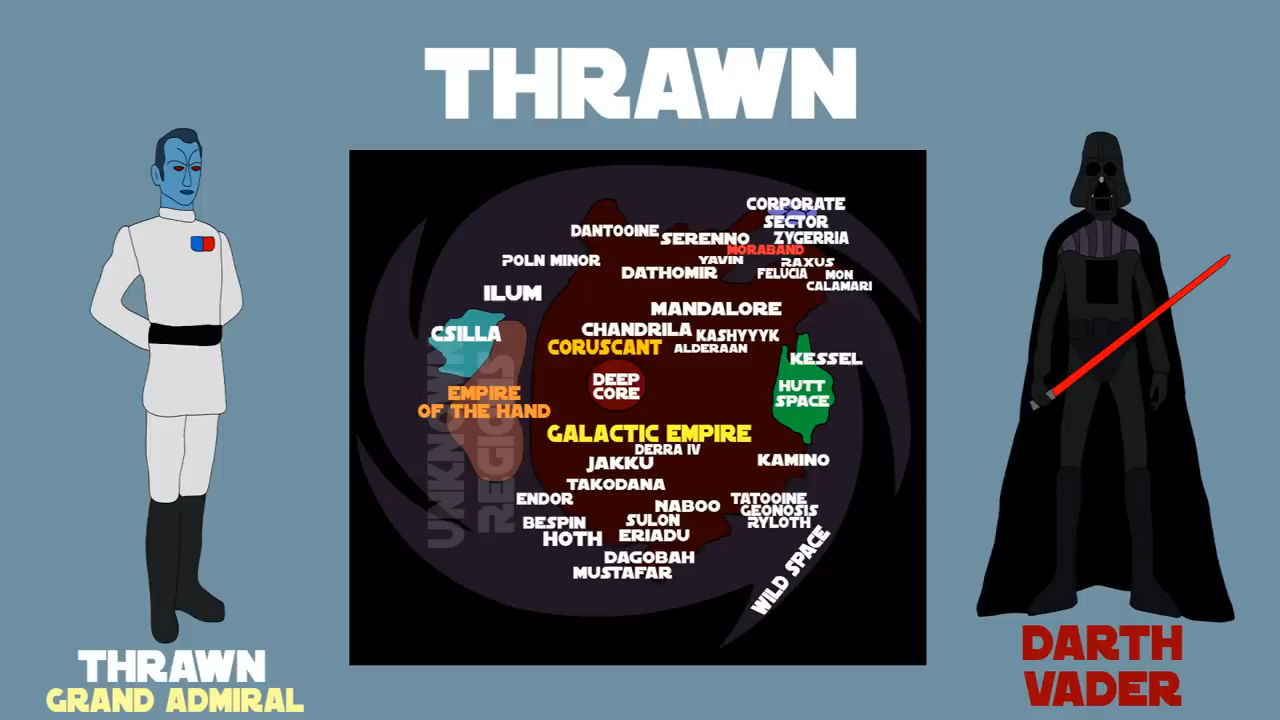 THRAWN
CORPORATE
SECTOR
DANTOOINE
SERENNO
ZYGERRIA
MORABAND
POLN MINOR
YAVIN
RAXUS
DATHOMIR
FELUCIA
MON
CALAMARI
ILUM
MANDALORE
CSILLA
CHANDRILA
KASHYYYK
CORUSCANT
ALDERAAN
KESSEL
DEEP
CORE
HUTT
SPACE
EMPIRE
OF THE HAND
UNKNOWN
REGIONS
GALACTIC EMPIRE
DERRA IV
JAKKU
KAMINO
TAKODANA
ENDOR
NABOO
TATOOINE
GEONOSIS
BESPIN
SULON
RYLOTH
HOTH
ERIADU
DAGOBAH
MUSTAFAR
WILD SPACE
THRAWN
GRAND ADMIRAL
DARTH
VADER